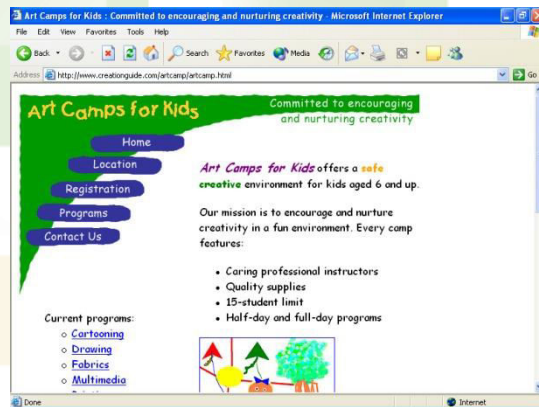 Art Camps for Kids : Committed to encouraging and nurturing creativity - Microsoft Internet Explorer
File Edit View Favorites Tools Help
Back Search Favorites Media
Address http://www.creationguide.com/artcamp/artcamp.html Go
Art Camps for Kids
Committed to encouraging
and nurturing creativity
Home
Location
Registration
Programs
Contact Us
Art Camps for Kids offers a safe
creative environment for kids aged 6 and up.
Our mission is to encourage and nurture
creativity in a fun environment. Every camp
features:
Caring professional instructors
Quality supplies
15-student limit
Half-day and full-day programs
Current programs:
Cartooning
Drawing
Fabrics
Multimedia
Done Internet